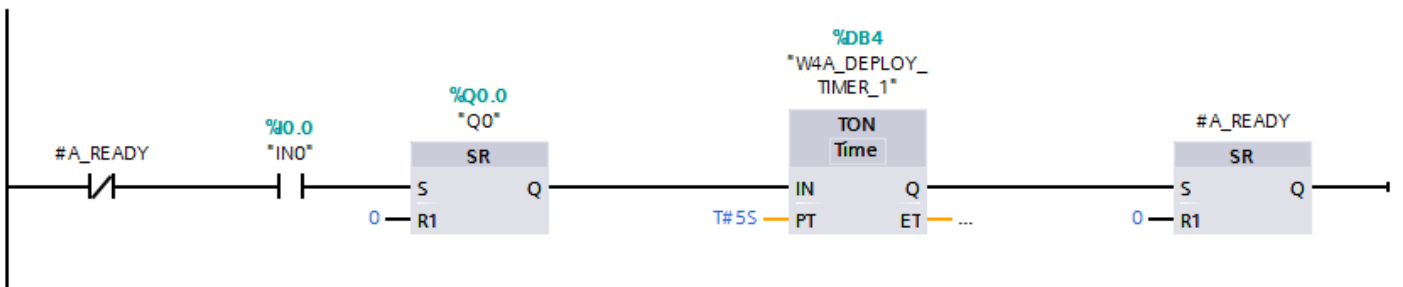 %DB4
"W4A_DEPLOY_
TIMER_1"
%Q0.0
"Q0"
TON
Time
#A_READY
%I0.0
"IN0"
#A_READY
SR
SR
S Q
IN Q
S Q
0 R1
T#5S PT ET ...
0 R1